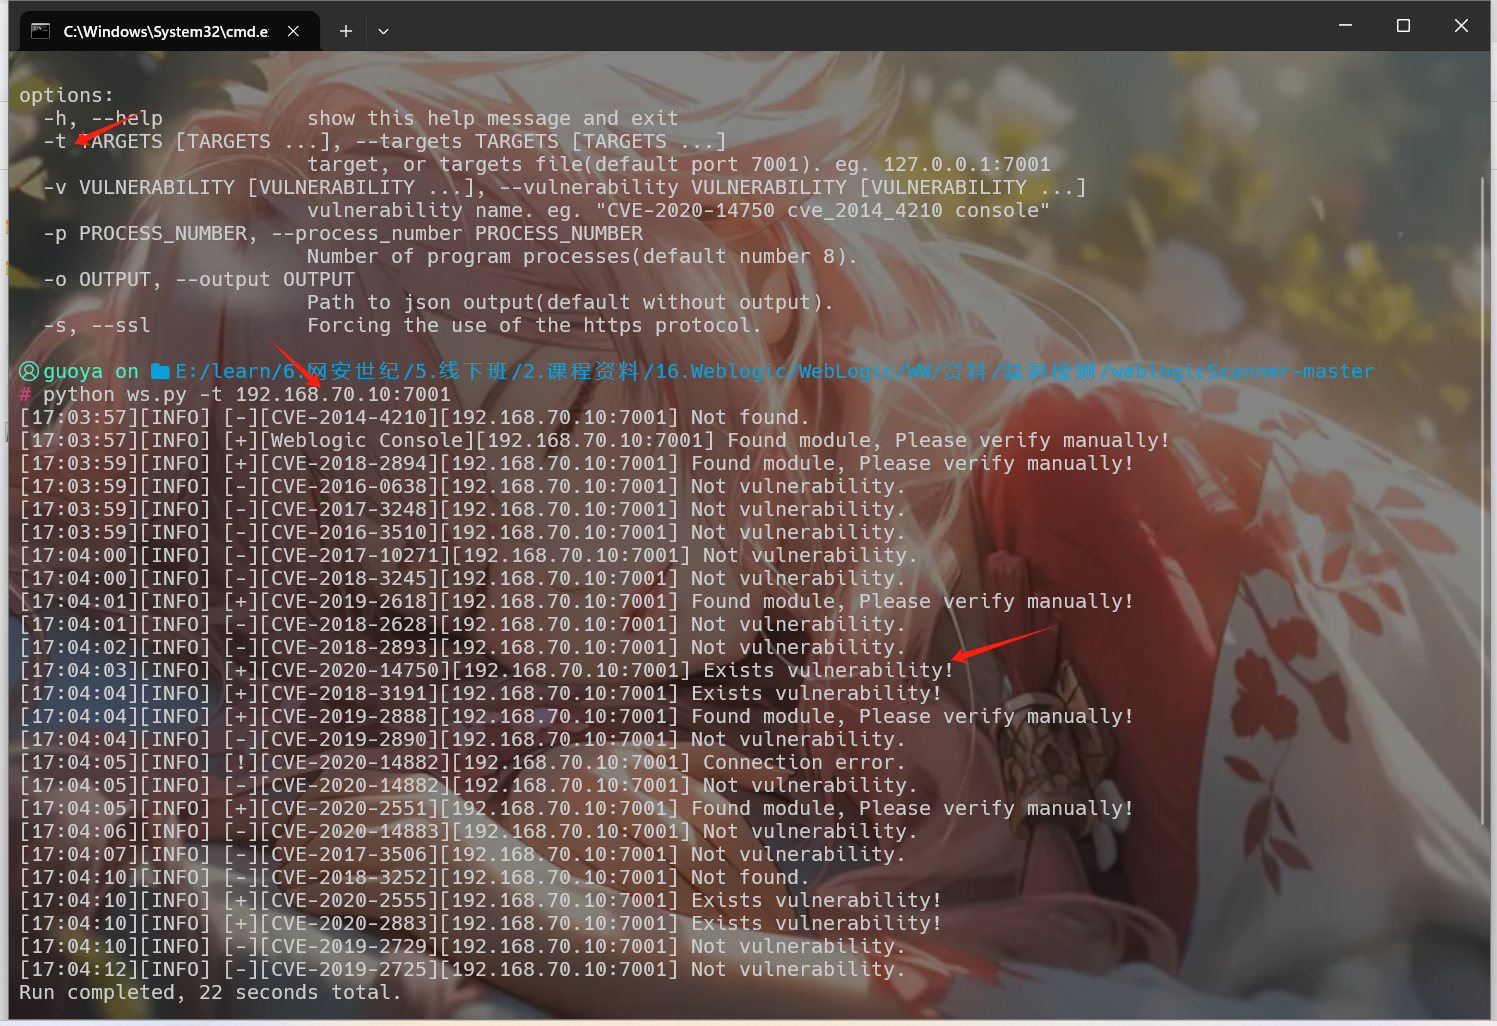 C:\Windows\System32\cmd.e
options:
-h, --help show this help message and exit
-t TARGETS [TARGETS ...], --targets TARGETS [TARGETS ...]
target, or targets file(default port 7001). eg. 127.0.0.1:7001
-v VULNERABILITY [VULNERABILITY ...], --vulnerability VULNERABILITY [VULNERABILITY ...]
vulnerability name. eg. "CVE-2020-14750 cve_2014_4210 console"
-p PROCESS_NUMBER, --process_number PROCESS_NUMBER
Number of program processes(default number 8).
-o OUTPUT, --output OUTPUT
Path to json output(default without output).
-s, --ssl Forcing the use of the https protocol.
guoya on E:/learn/6.网安世纪/5.线下班/2.课程资料/16.Weblogic/WebLogic/WW/资料/漏洞检测/weblogicScanner-master
# python ws.py -t 192.168.70.10:7001
[17:03:57][INFO] [-][CVE-2014-4210][192.168.70.10:7001] Not found.
[17:03:57][INFO] [+][Weblogic Console][192.168.70.10:7001] Found module, Please verify manually!
[17:03:59][INFO] [+][CVE-2018-2894][192.168.70.10:7001] Found module, Please verify manually!
[17:03:59][INFO] [-][CVE-2016-0638][192.168.70.10:7001] Not vulnerability.
[17:03:59][INFO] [-][CVE-2017-3248][192.168.70.10:7001] Not vulnerability.
[17:03:59][INFO] [-][CVE-2016-3510][192.168.70.10:7001] Not vulnerability.
[17:04:00][INFO] [-][CVE-2017-10271][192.168.70.10:7001] Not vulnerability.
[17:04:00][INFO] [-][CVE-2018-3245][192.168.70.10:7001] Not vulnerability.
[17:04:01][INFO] [+][CVE-2019-2618][192.168.70.10:7001] Found module, Please verify manually!
[17:04:01][INFO] [-][CVE-2018-2628][192.168.70.10:7001] Not vulnerability.
[17:04:02][INFO] [-][CVE-2018-2893][192.168.70.10:7001] Not vulnerability.
[17:04:03][INFO] [+][CVE-2020-14750][192.168.70.10:7001] Exists vulnerability!
[17:04:04][INFO] [+][CVE-2018-3191][192.168.70.10:7001] Exists vulnerability!
[17:04:04][INFO] [+][CVE-2019-2888][192.168.70.10:7001] Found module, Please verify manually!
[17:04:04][INFO] [-][CVE-2019-2890][192.168.70.10:7001] Not vulnerability.
[17:04:05][INFO] [!][CVE-2020-14882][192.168.70.10:7001] Connection error.
[17:04:05][INFO] [-][CVE-2020-14882][192.168.70.10:7001] Not vulnerability.
[17:04:05][INFO] [+][CVE-2020-2551][192.168.70.10:7001] Found module, Please verify manually!
[17:04:06][INFO] [-][CVE-2020-14883][192.168.70.10:7001] Not vulnerability.
[17:04:07][INFO] [-][CVE-2017-3506][192.168.70.10:7001] Not vulnerability.
[17:04:10][INFO] [-][CVE-2018-3252][192.168.70.10:7001] Not found.
[17:04:10][INFO] [+][CVE-2020-2555][192.168.70.10:7001] Exists vulnerability!
[17:04:10][INFO] [+][CVE-2020-2883][192.168.70.10:7001] Exists vulnerability!
[17:04:10][INFO] [-][CVE-2019-2729][192.168.70.10:7001] Not vulnerability.
[17:04:12][INFO] [-][CVE-2019-2725][192.168.70.10:7001] Not vulnerability.
Run completed, 22 seconds total.